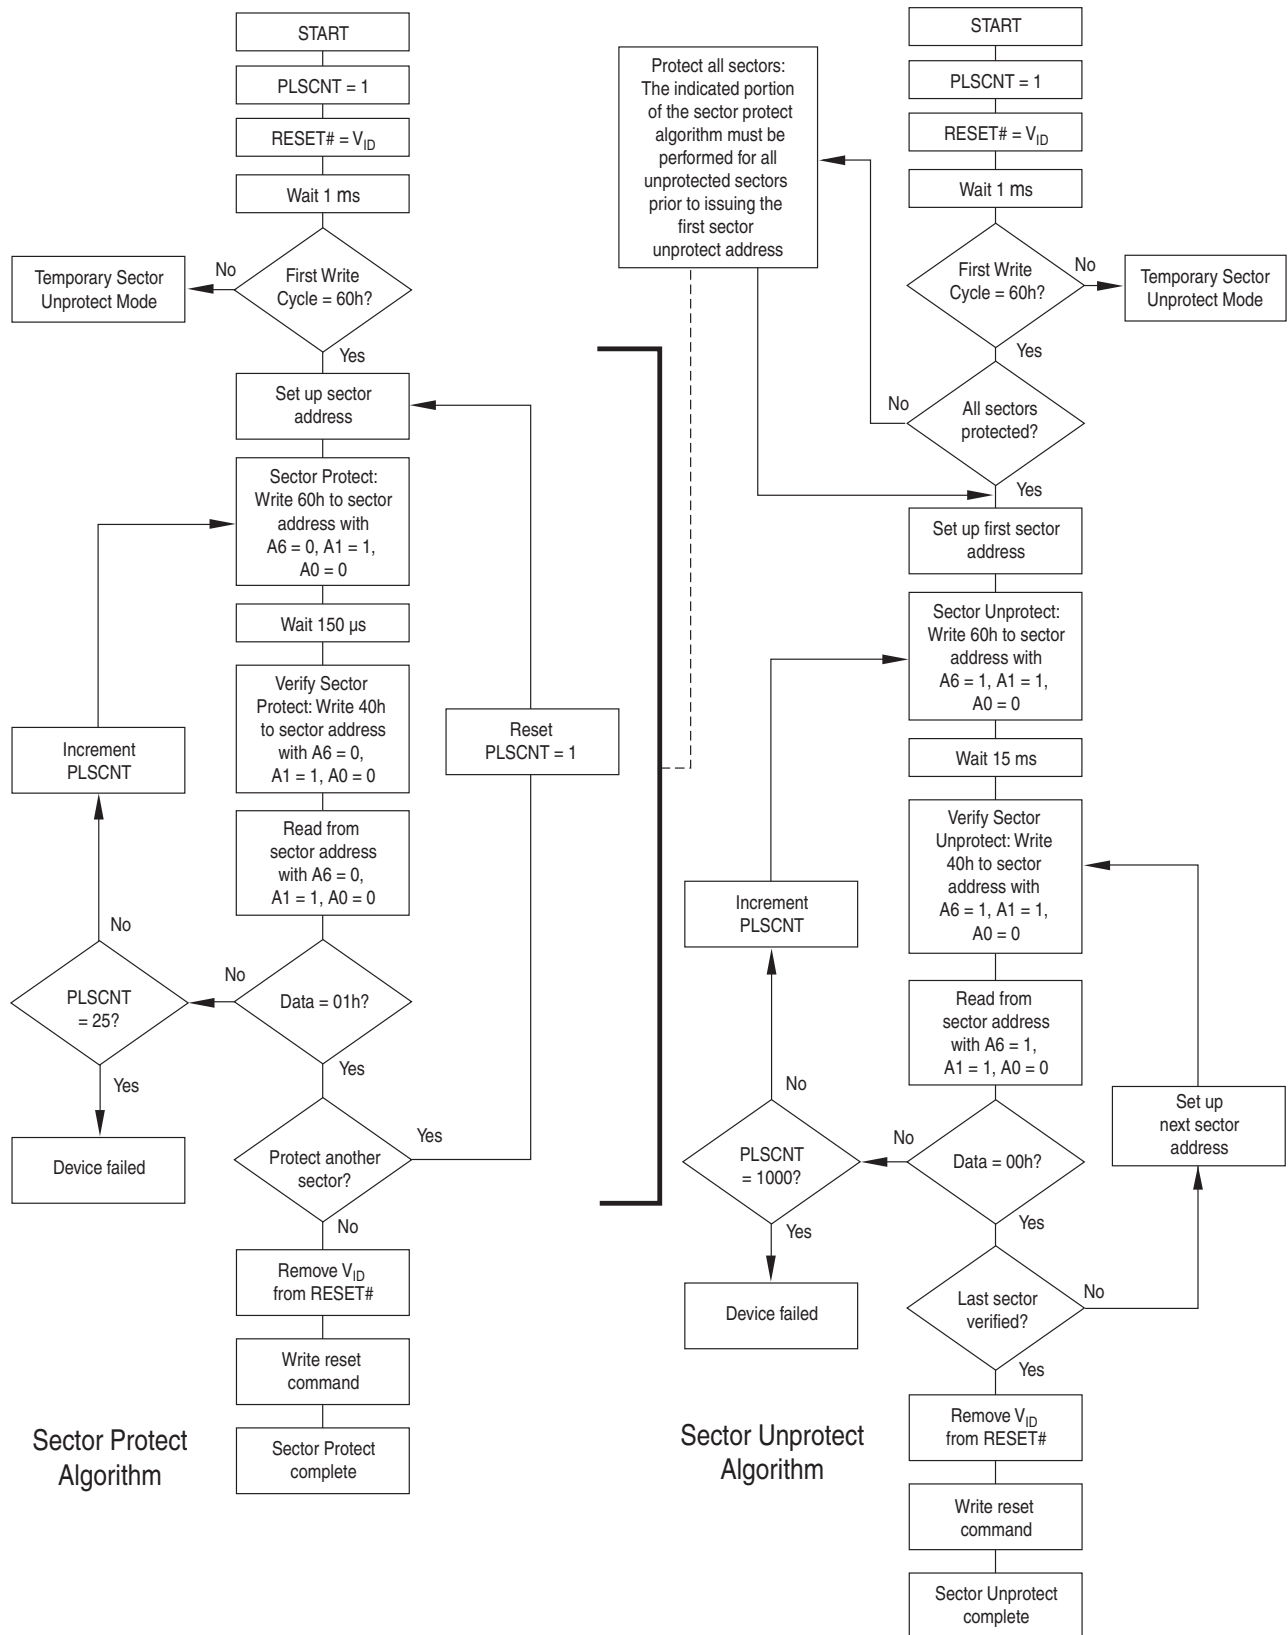 START
PLSCNT = 1
RESET# = VID
Wait 1 ms
First Write
Cycle = 60h?
No
Temporary Sector
Unprotect Mode
Yes
Set up sector
address
Sector Protect:
Write 60h to sector
address with
A6 = 0, A1 = 1,
A0 = 0
Wait 150 µs
Verify Sector
Protect: Write 40h
to sector address
with A6 = 0,
A1 = 1, A0 = 0
Read from
sector address
with A6 = 0,
A1 = 1, A0 = 0
Data = 01h?
No
PLSCNT
= 25?
No
Increment
PLSCNT
Yes
Device failed
Yes
Protect another
sector?
Yes
Reset
PLSCNT = 1
No
Remove VID
from RESET#
Write reset
command
Sector Protect
complete
Sector Protect
Algorithm
Protect all sectors:
The indicated portion
of the sector protect
algorithm must be
performed for all
unprotected sectors
prior to issuing the
first sector
unprotect address
START
PLSCNT = 1
RESET# = VID
Wait 1 ms
First Write
Cycle = 60h?
No
Temporary Sector
Unprotect Mode
Yes
All sectors
protected?
No
Yes
Set up first sector
address
Sector Unprotect:
Write 60h to sector
address with
A6 = 1, A1 = 1,
A0 = 0
Wait 15 ms
Verify Sector
Unprotect: Write
40h to sector
address with
A6 = 1, A1 = 1,
A0 = 0
Read from
sector address
with A6 = 1,
A1 = 1, A0 = 0
Data = 00h?
No
PLSCNT
= 1000?
No
Increment
PLSCNT
Yes
Device failed
Yes
Last sector
verified?
No
Set up
next sector
address
Yes
Remove VID
from RESET#
Write reset
command
Sector Unprotect
complete
Sector Unprotect
Algorithm